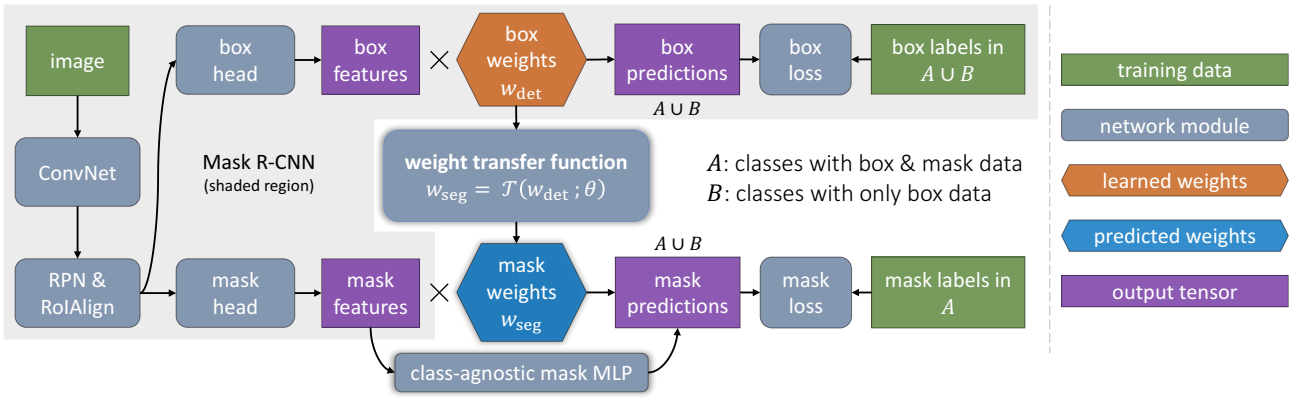 image
box
head
box
features
×
box
weights
w_det
box
predictions
A ∪ B
box
loss
box labels in
A ∪ B
ConvNet
Mask R-CNN
(shaded region)
weight transfer function
w_seg = 𝒯(w_det ; θ)
A: classes with box & mask data
B: classes with only box data
RPN &
RoIAlign
mask
head
mask
features
×
mask
weights
w_seg
A ∪ B
mask
predictions
mask
loss
mask labels in
A
class-agnostic mask MLP
training data
network module
learned weights
predicted weights
output tensor